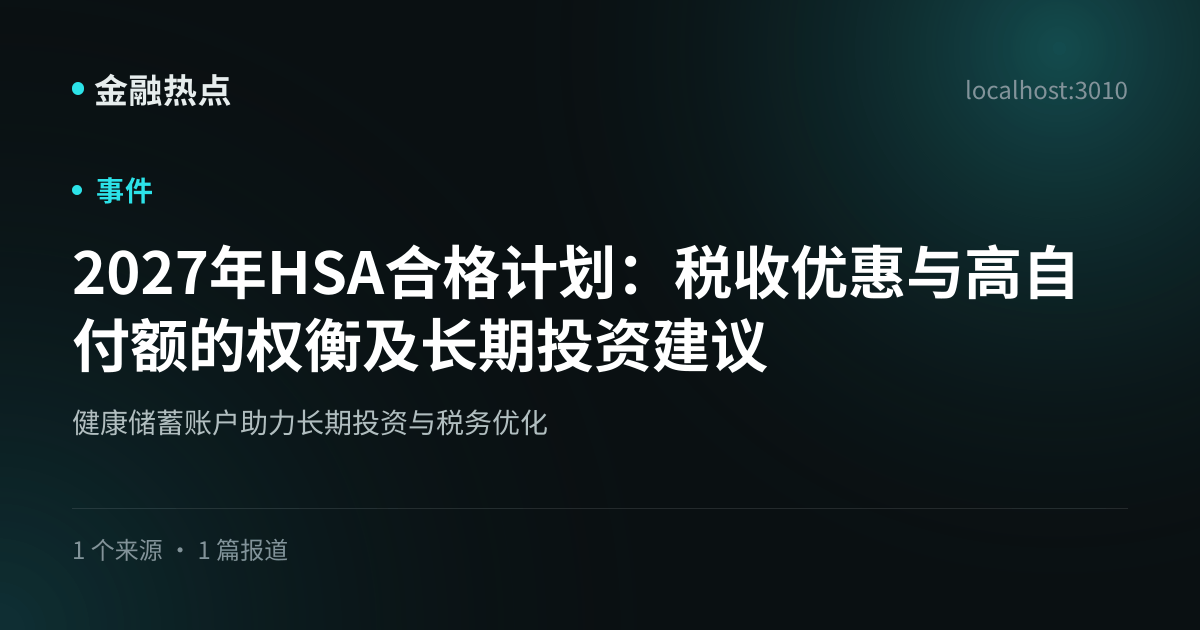 金融热点
localhost:3010
事件
2027年HSA合格计划：税收优惠与高自
付额的权衡及长期投资建议
健康储蓄账户助力长期投资与税务优化
1 个来源 · 1 篇报道